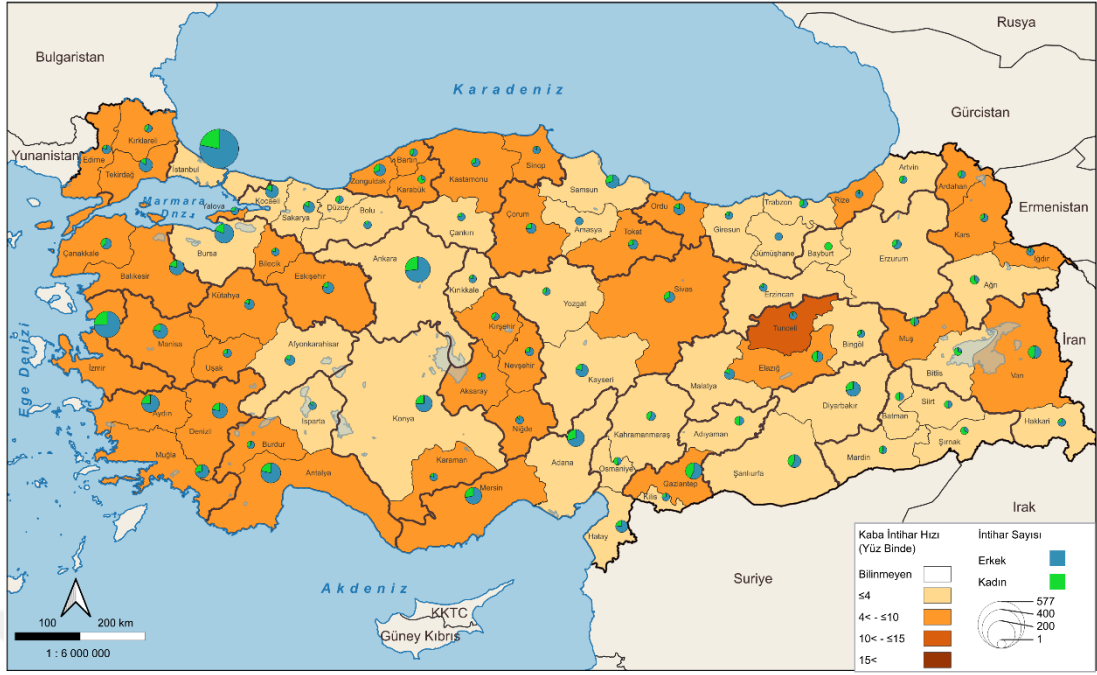 Rusya
Bulgaristan
Karadeniz
Gürcistan
Kırklareli
Yunanistan
Edirne
Tekirdağ
İstanbul
Bartın
Zonguldak
Karabük
Kastamonu
Sinop
Samsun
Artvin
Ardahan
Ermenistan
Marmara
Dnz.
Yalova
Kocaeli
Sakarya
Düzce
Bolu
Çankırı
Çorum
Amasya
Ordu
Giresun
Trabzon
Rize
Kars
Gümüşhane
Bayburt
Tokat
Iğdır
Çanakkale
Balıkesir
Bursa
Bilecik
Eskişehir
Ankara
Kırıkkale
Yozgat
Sivas
Erzincan
Erzurum
Ağrı
Kütahya
Kırşehir
Tunceli
Bingöl
Muş
İran
Ege Denizi
İzmir
Manisa
Uşak
Afyonkarahisar
Nevşehir
Kayseri
Malatya
Elazığ
Bitlis
Van
Aksaray
Aydın
Denizli
Isparta
Konya
Niğde
Kahramanmaraş
Adıyaman
Diyarbakır
Batman
Siirt
Hakkari
Muğla
Burdur
Antalya
Karaman
Mersin
Adana
Osmaniye
Gaziantep
Kilis
Şanlıurfa
Mardin
Şırnak
Hatay
Irak
Suriye
Akdeniz
KKTC
Güney Kıbrıs
100 200 km
1 : 6 000 000
Kaba İntihar Hızı
(Yüz Binde)
Bilinmeyen
≤4
4< - ≤10
10< - ≤15
15<
İntihar Sayısı
Erkek
Kadın
577
400
200
1